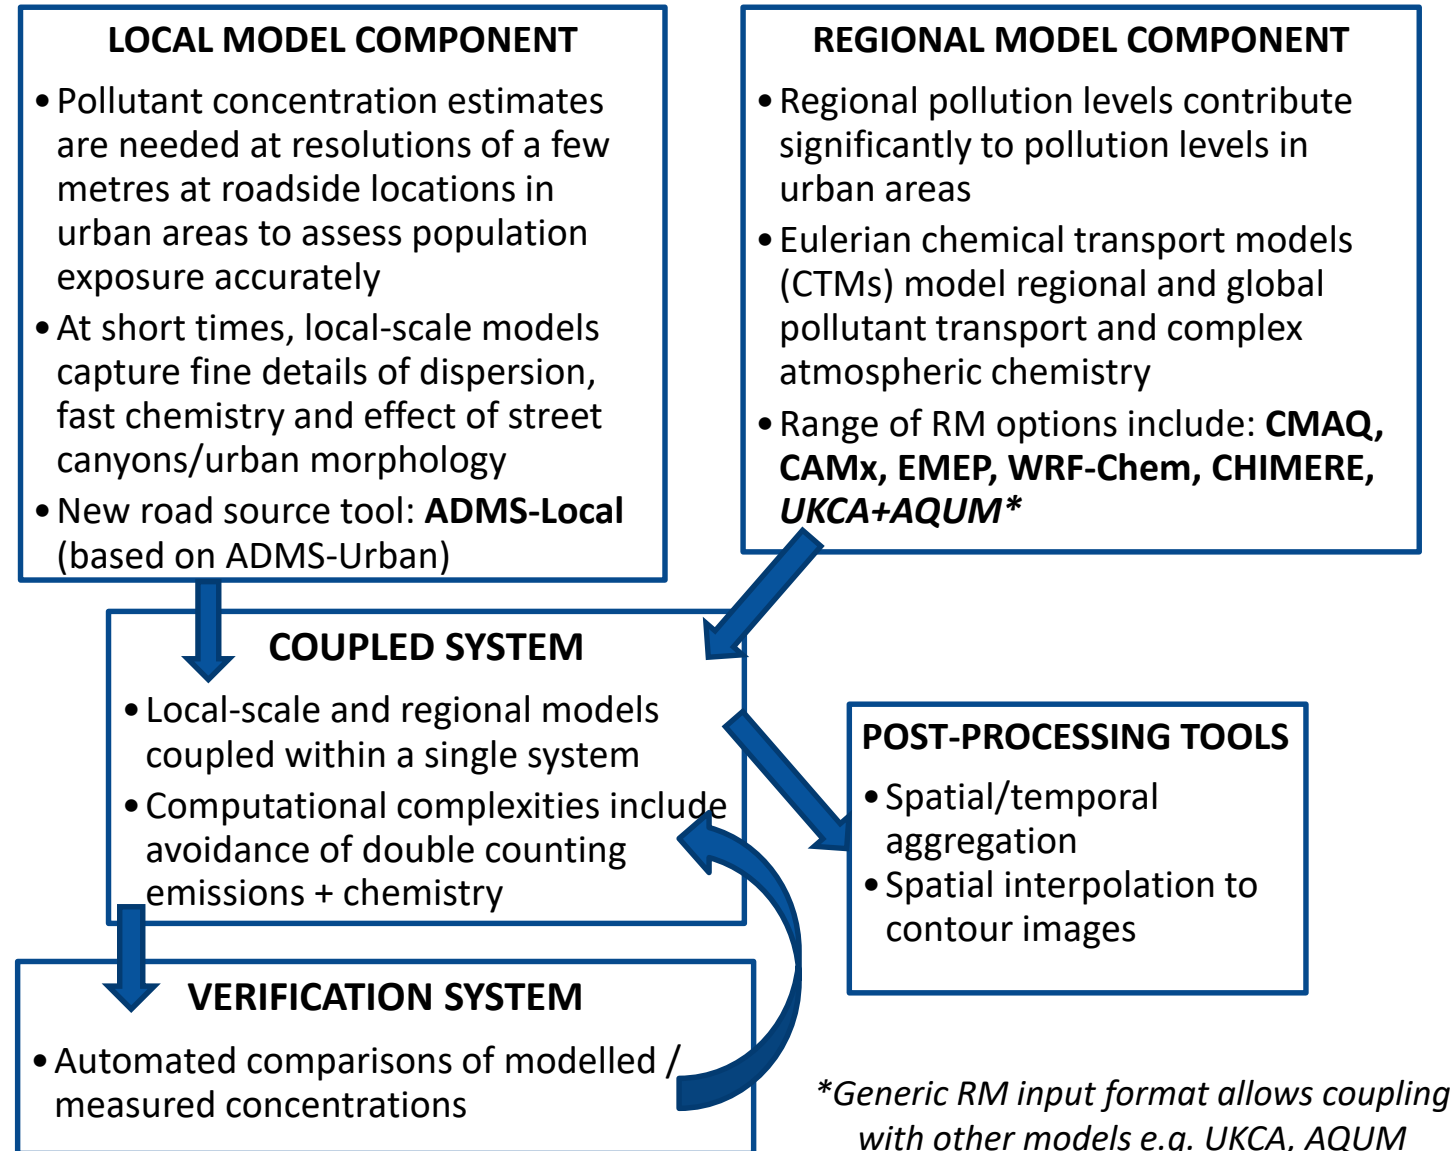 LOCAL MODEL COMPONENT
•Pollutant concentration estimates
are needed at resolutions of a few
metres at roadside locations in
urban areas to assess population
exposure accurately
•At short times, local-scale models
capture fine details of dispersion,
fast chemistry and effect of street
canyons/urban morphology
•New road source tool: ADMS-Local
(based on ADMS-Urban)
REGIONAL MODEL COMPONENT
•Regional pollution levels contribute
significantly to pollution levels in
urban areas
•Eulerian chemical transport models
(CTMs) model regional and global
pollutant transport and complex
atmospheric chemistry
•Range of RM options include: CMAQ,
CAMx, EMEP, WRF-Chem, CHIMERE,
UKCA+AQUM*
COUPLED SYSTEM
•Local-scale and regional models
coupled within a single system
•Computational complexities include
avoidance of double counting
emissions + chemistry
POST-PROCESSING TOOLS
•Spatial/temporal
aggregation
•Spatial interpolation to
contour images
VERIFICATION SYSTEM
•Automated comparisons of modelled /
measured concentrations
*Generic RM input format allows coupling
with other models e.g. UKCA, AQUM